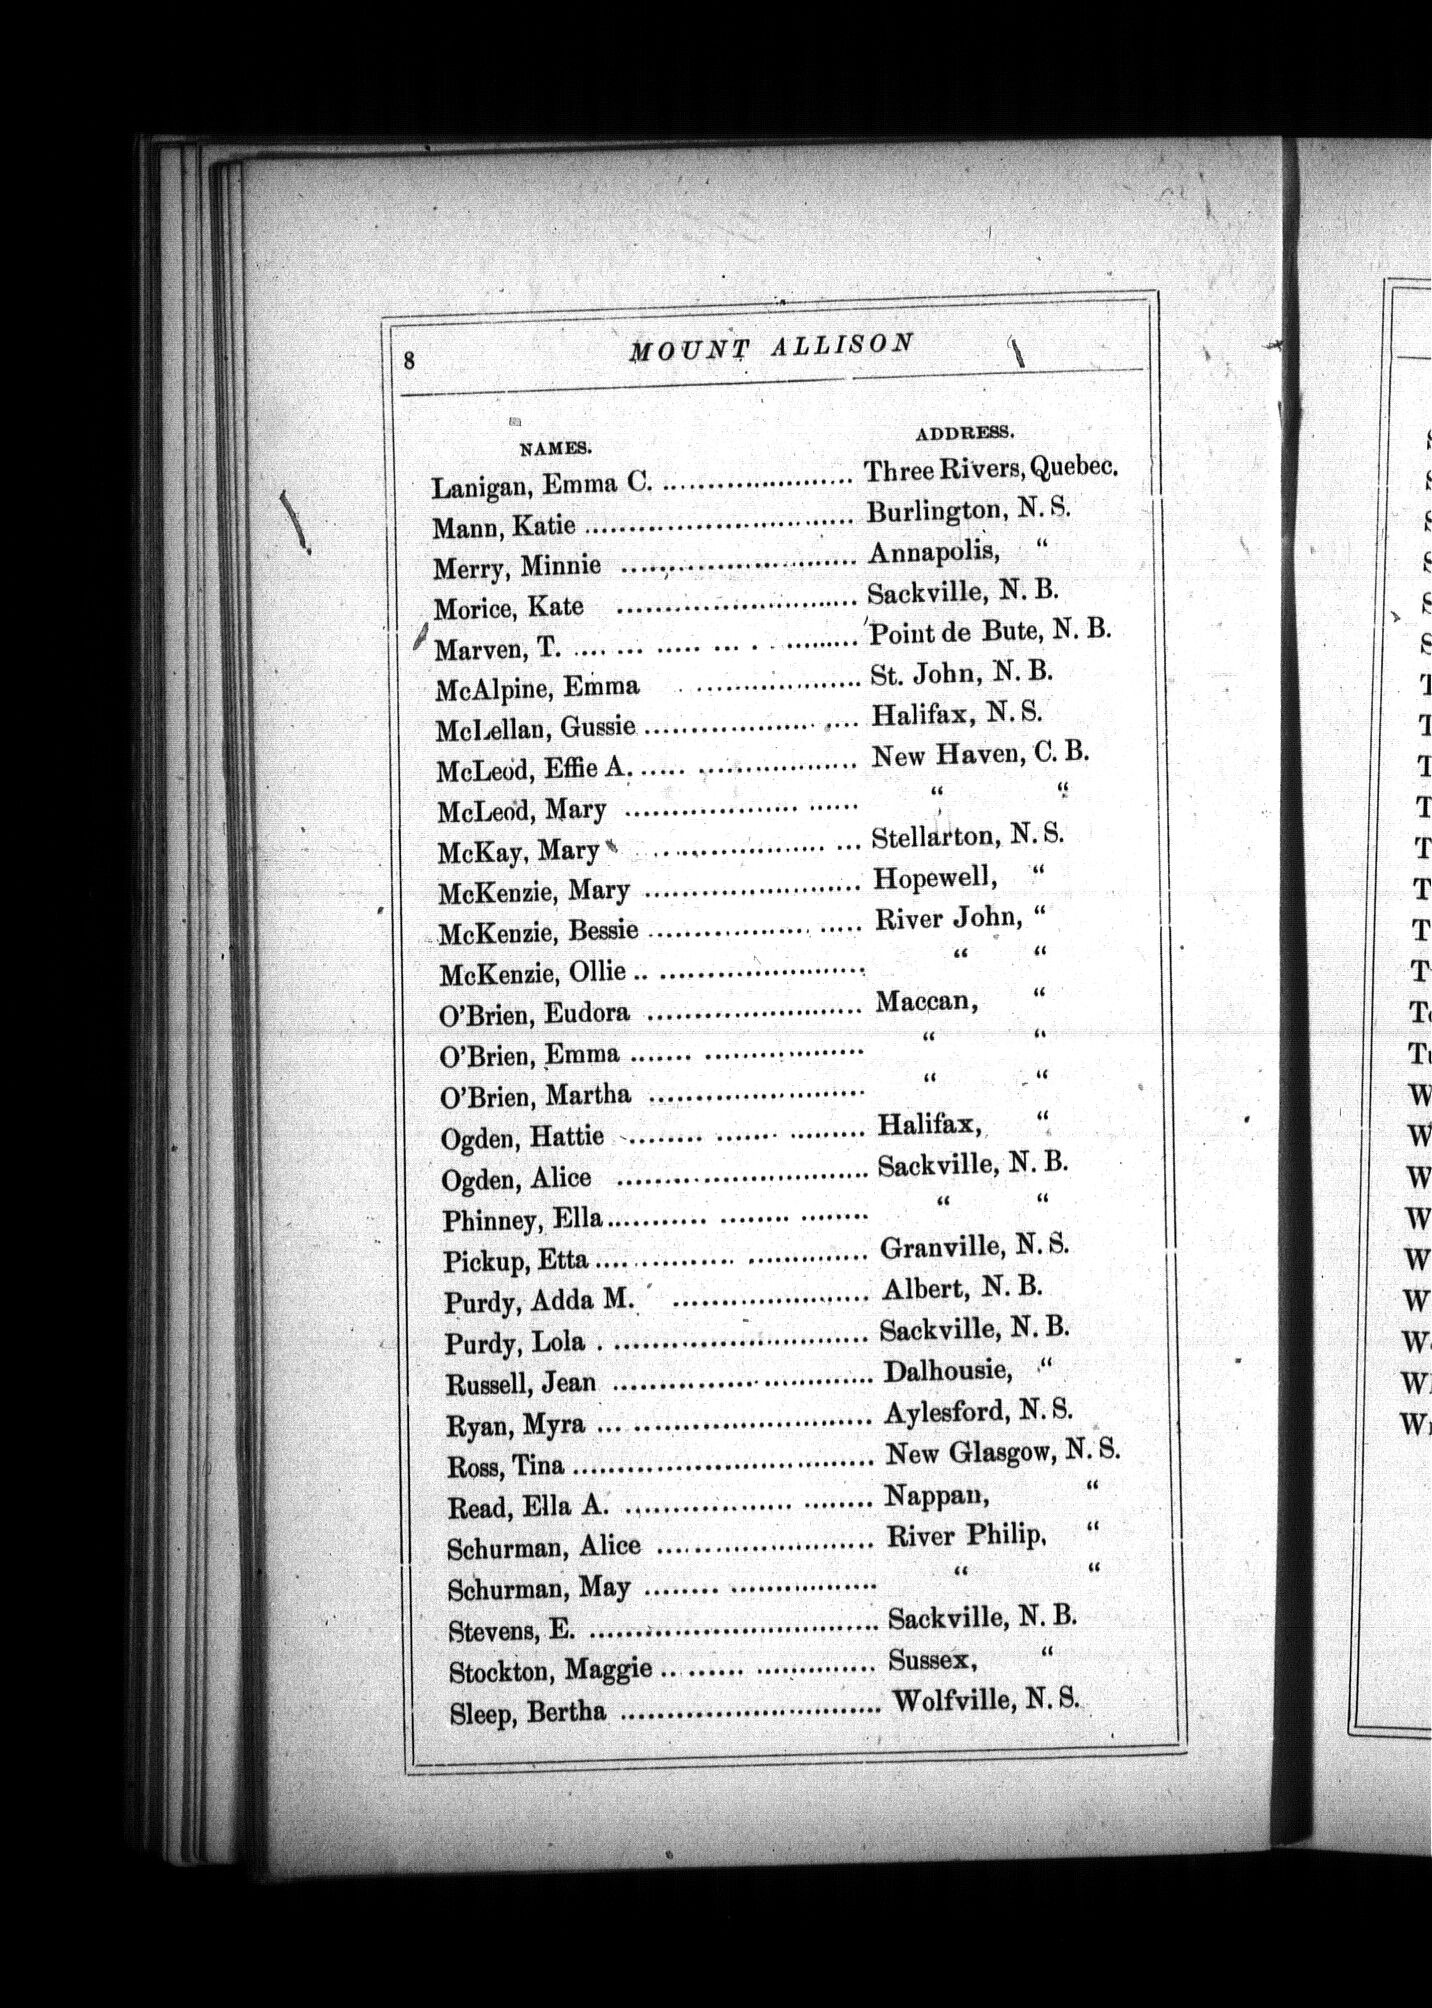 8 MOUNT ALLISON
NAMES. ADDRESS.
Lanigan, Emma C. ..................... Three Rivers, Quebec.
Mann, Katie ............................. Burlington, N. S.
Merry, Minnie ......................... Annapolis, “
Morice, Kate ......................... Sackville, N. B.
Marven, T. .... ... ..... ... . . ......... Point de Bute, N. B.
McAlpine, Emma .................. St. John, N. B.
McLellan, Gussie ....................... Halifax, N. S.
McLeod, Effie A. ..... ................. New Haven, C. B.
McLeod, Mary .................. ...... “ “
McKay, Mary .................. ... Stellarton, N. S.
McKenzie, Mary ....................... Hopewell, “
McKenzie, Bessie ................. ..... River John, “
McKenzie, Ollie .. ...................... “ “
O'Brien, Eudora ....................... Maccan, “
O'Brien, Emma ....... ................. “ “
O'Brien, Martha ....................... “ “
Ogden, Hattie ........ ....... ......... Halifax, “
Ogden, Alice .......................... Sackville, N. B.
Phinney, Ella ........... ........ ........ “ “
Pickup, Etta .... ........... ............. Granville, N. S.
Purdy, Adda M. ..................... Albert, N. B.
Purdy, Lola . ........................... Sackville, N. B.
Russell, Jean ........................... Dalhousie, “
Ryan, Myra ... ......................... Aylesford, N. S.
Ross, Tina ................................ New Glasgow, N. S.
Read, Ella A. .................. ........ Nappan, “
Schurman, Alice ....................... River Philip, “
Schurman, May ........ ................ “ “
Stevens, E. ............................... Sackville, N. B.
Stockton, Maggie .. ...... ............. Sussex, “
Sleep, Bertha ........................... Wolfville, N. S.